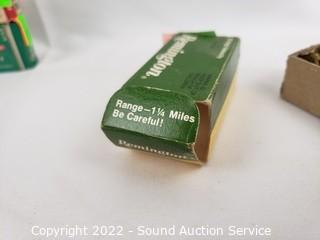 Remington.
Range—1¼ Miles
Be Careful!
Remington
Copyright 2022 - Sound Auction Service